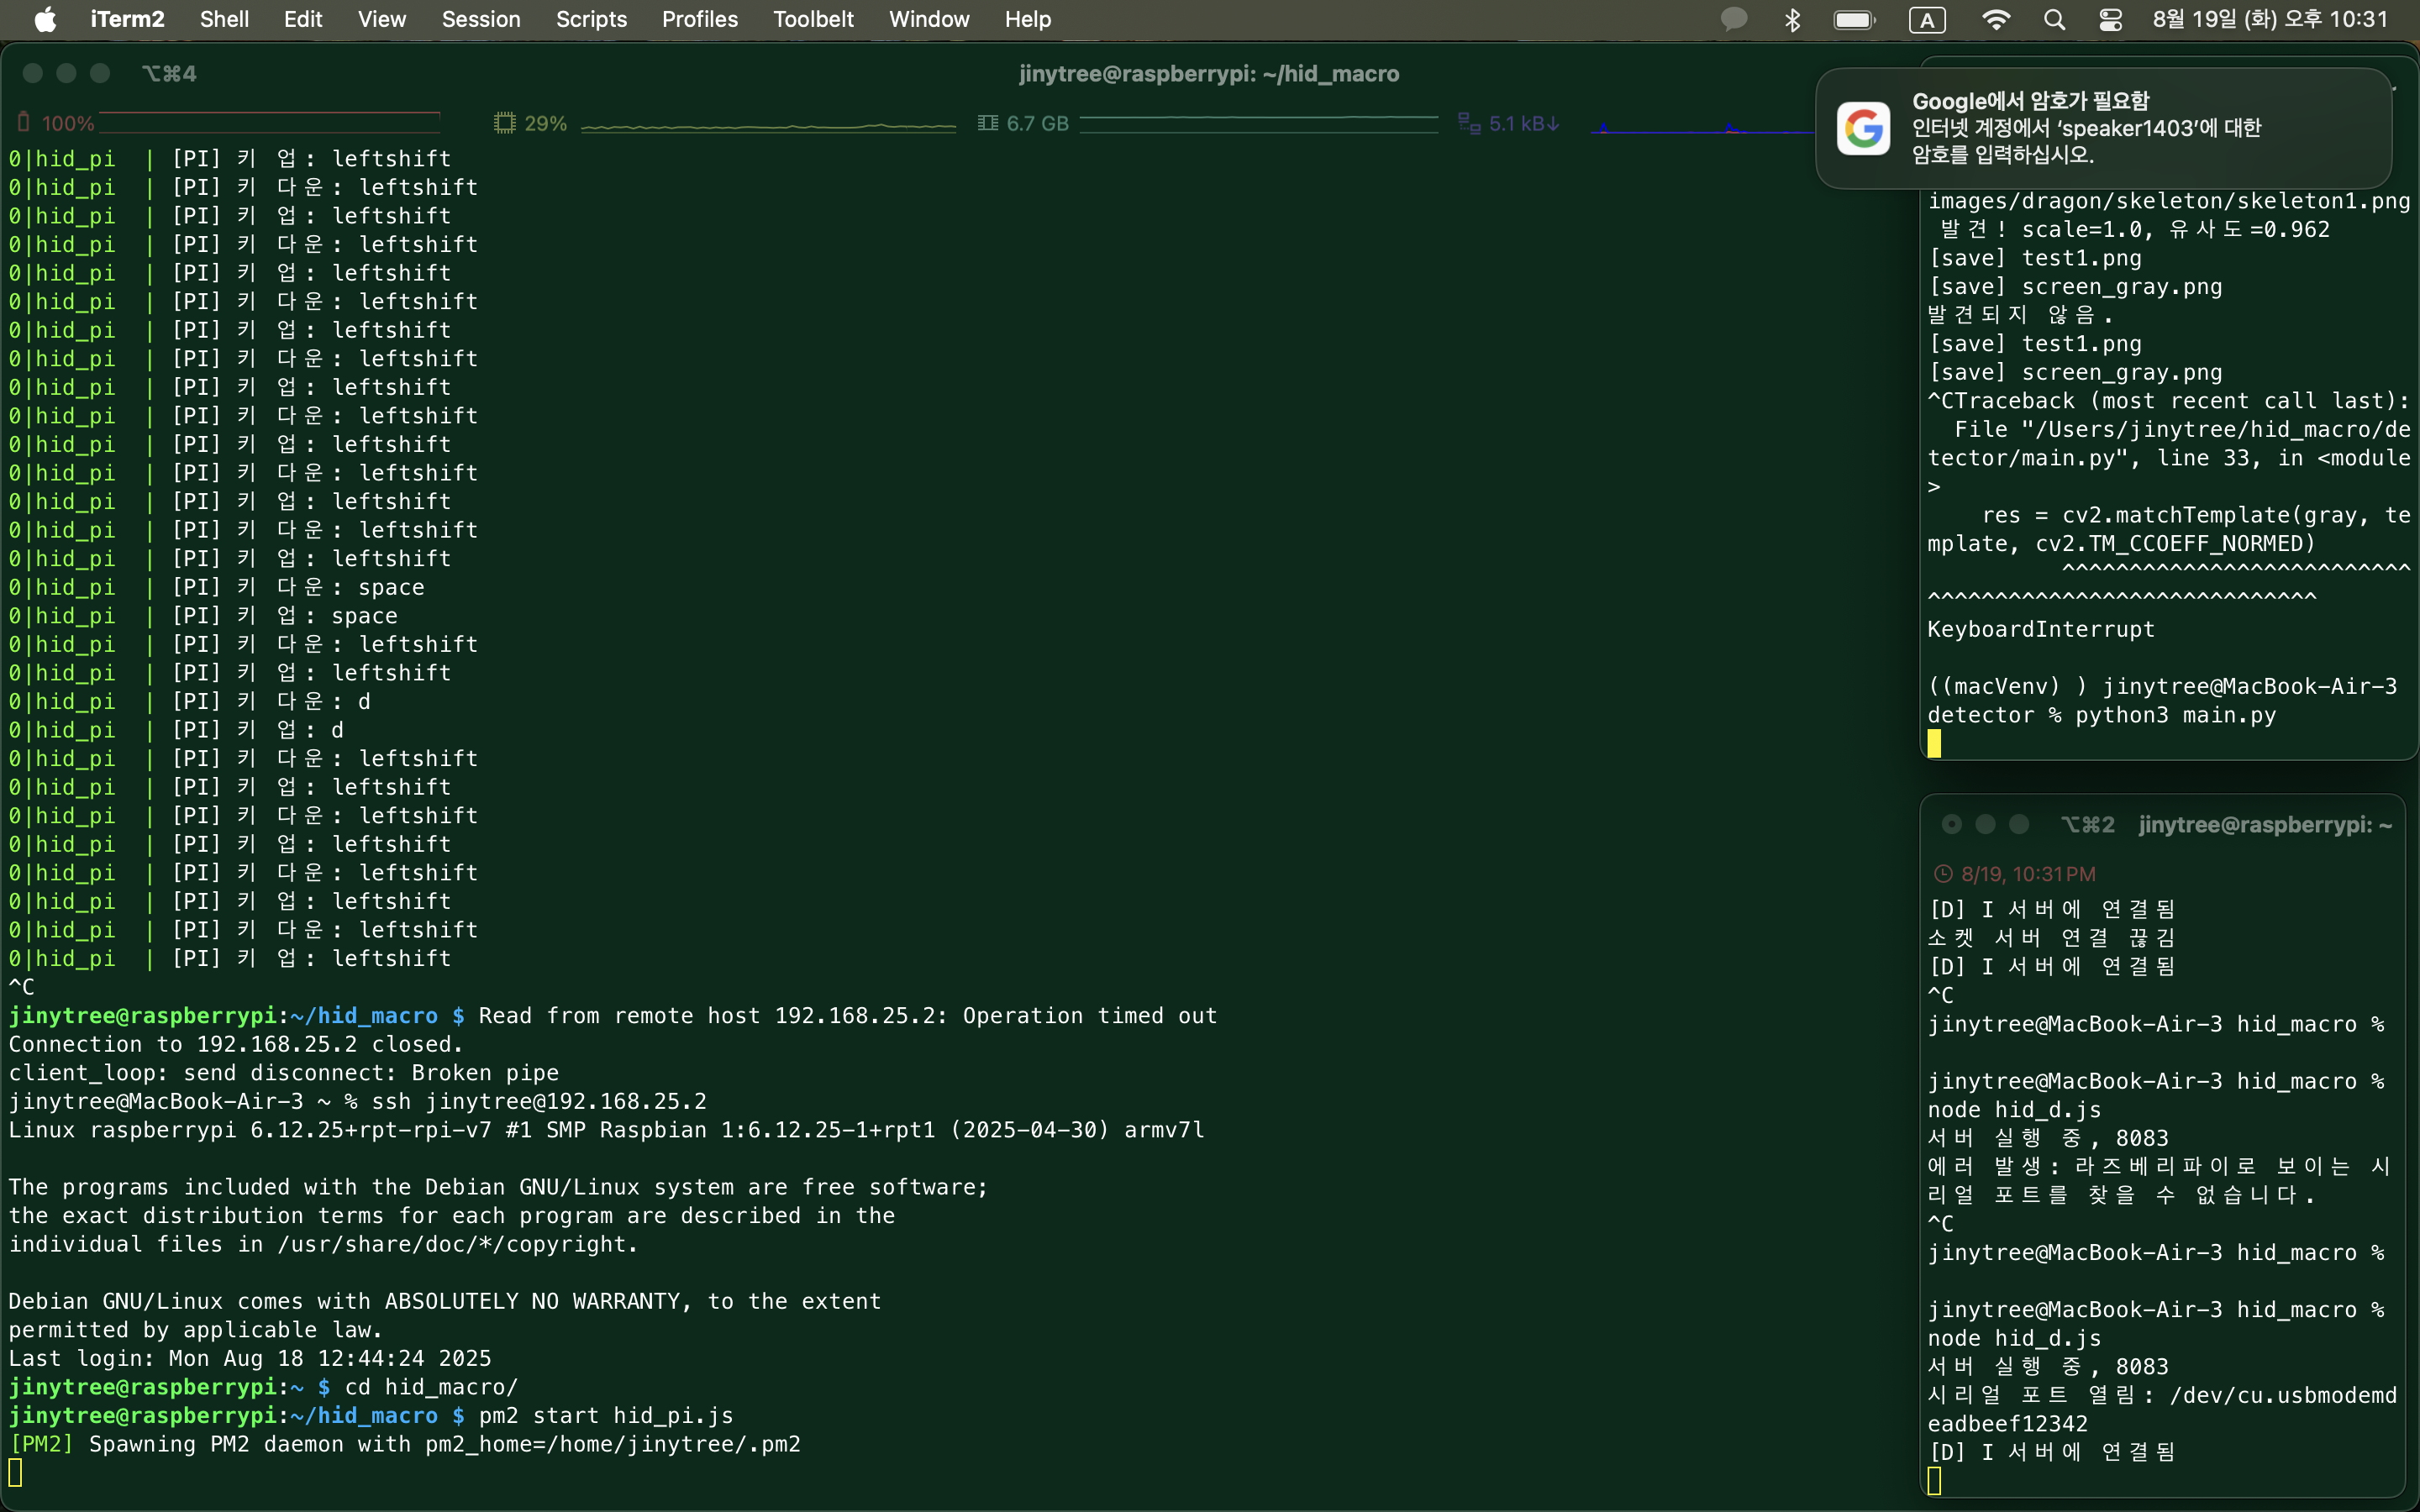 iTerm2 Shell Edit View Session Scripts Profiles Toolbelt Window Help A 8월 19일 (화) 오후 10:31
⌥⌘4 jinytree@raspberrypi: ~/hid_macro
100% 29% 6.7 GB 5.1 kB↓
0|hid_pi | [PI] 키 업: leftshift
0|hid_pi | [PI] 키 다운: leftshift
0|hid_pi | [PI] 키 업: leftshift
0|hid_pi | [PI] 키 다운: leftshift
0|hid_pi | [PI] 키 업: leftshift
0|hid_pi | [PI] 키 다운: leftshift
0|hid_pi | [PI] 키 업: leftshift
0|hid_pi | [PI] 키 다운: leftshift
0|hid_pi | [PI] 키 업: leftshift
0|hid_pi | [PI] 키 다운: leftshift
0|hid_pi | [PI] 키 업: leftshift
0|hid_pi | [PI] 키 다운: leftshift
0|hid_pi | [PI] 키 업: leftshift
0|hid_pi | [PI] 키 다운: leftshift
0|hid_pi | [PI] 키 업: leftshift
0|hid_pi | [PI] 키 다운: space
0|hid_pi | [PI] 키 업: space
0|hid_pi | [PI] 키 다운: leftshift
0|hid_pi | [PI] 키 업: leftshift
0|hid_pi | [PI] 키 다운: d
0|hid_pi | [PI] 키 업: d
0|hid_pi | [PI] 키 다운: leftshift
0|hid_pi | [PI] 키 업: leftshift
0|hid_pi | [PI] 키 다운: leftshift
0|hid_pi | [PI] 키 업: leftshift
0|hid_pi | [PI] 키 다운: leftshift
0|hid_pi | [PI] 키 업: leftshift
0|hid_pi | [PI] 키 다운: leftshift
0|hid_pi | [PI] 키 업: leftshift
^C
jinytree@raspberrypi:~/hid_macro $ Read from remote host 192.168.25.2: Operation timed out
Connection to 192.168.25.2 closed.
client_loop: send disconnect: Broken pipe
jinytree@MacBook-Air-3 ~ % ssh jinytree@192.168.25.2
Linux raspberrypi 6.12.25+rpt-rpi-v7 #1 SMP Raspbian 1:6.12.25-1+rpt1 (2025-04-30) armv7l
The programs included with the Debian GNU/Linux system are free software;
the exact distribution terms for each program are described in the
individual files in /usr/share/doc/*/copyright.
Debian GNU/Linux comes with ABSOLUTELY NO WARRANTY, to the extent
permitted by applicable law.
Last login: Mon Aug 18 12:44:24 2025
jinytree@raspberrypi:~ $ cd hid_macro/
jinytree@raspberrypi:~/hid_macro $ pm2 start hid_pi.js
[PM2] Spawning PM2 daemon with pm2_home=/home/jinytree/.pm2
Google에서 암호가 필요함
인터넷 계정에서 ‘speaker1403’에 대한
암호를 입력하십시오.
images/dragon/skeleton/skeleton1.png
발견! scale=1.0, 유사도=0.962
[save] test1.png
[save] screen_gray.png
발견되지 않음.
[save] test1.png
[save] screen_gray.png
^CTraceback (most recent call last):
File "/Users/jinytree/hid_macro/de
tector/main.py", line 33, in <module
>
res = cv2.matchTemplate(gray, te
mplate, cv2.TM_CCOEFF_NORMED)
^^^^^^^^^^^^^^^^^^^^^^^^^^
^^^^^^^^^^^^^^^^^^^^^^^^^^^^^
KeyboardInterrupt
((macVenv) ) jinytree@MacBook-Air-3
detector % python3 main.py
⌥⌘2 jinytree@raspberrypi: ~
8/19, 10:31 PM
[D] I 서버에 연결됨
소켓 서버 연결 끊김
[D] I 서버에 연결됨
^C
jinytree@MacBook-Air-3 hid_macro %
jinytree@MacBook-Air-3 hid_macro %
node hid_d.js
서버 실행 중, 8083
에러 발생: 라즈베리파이로 보이는 시
리얼 포트를 찾을 수 없습니다.
^C
jinytree@MacBook-Air-3 hid_macro %
jinytree@MacBook-Air-3 hid_macro %
node hid_d.js
서버 실행 중, 8083
시리얼 포트 열림: /dev/cu.usbmodemd
eadbeef12342
[D] I 서버에 연결됨